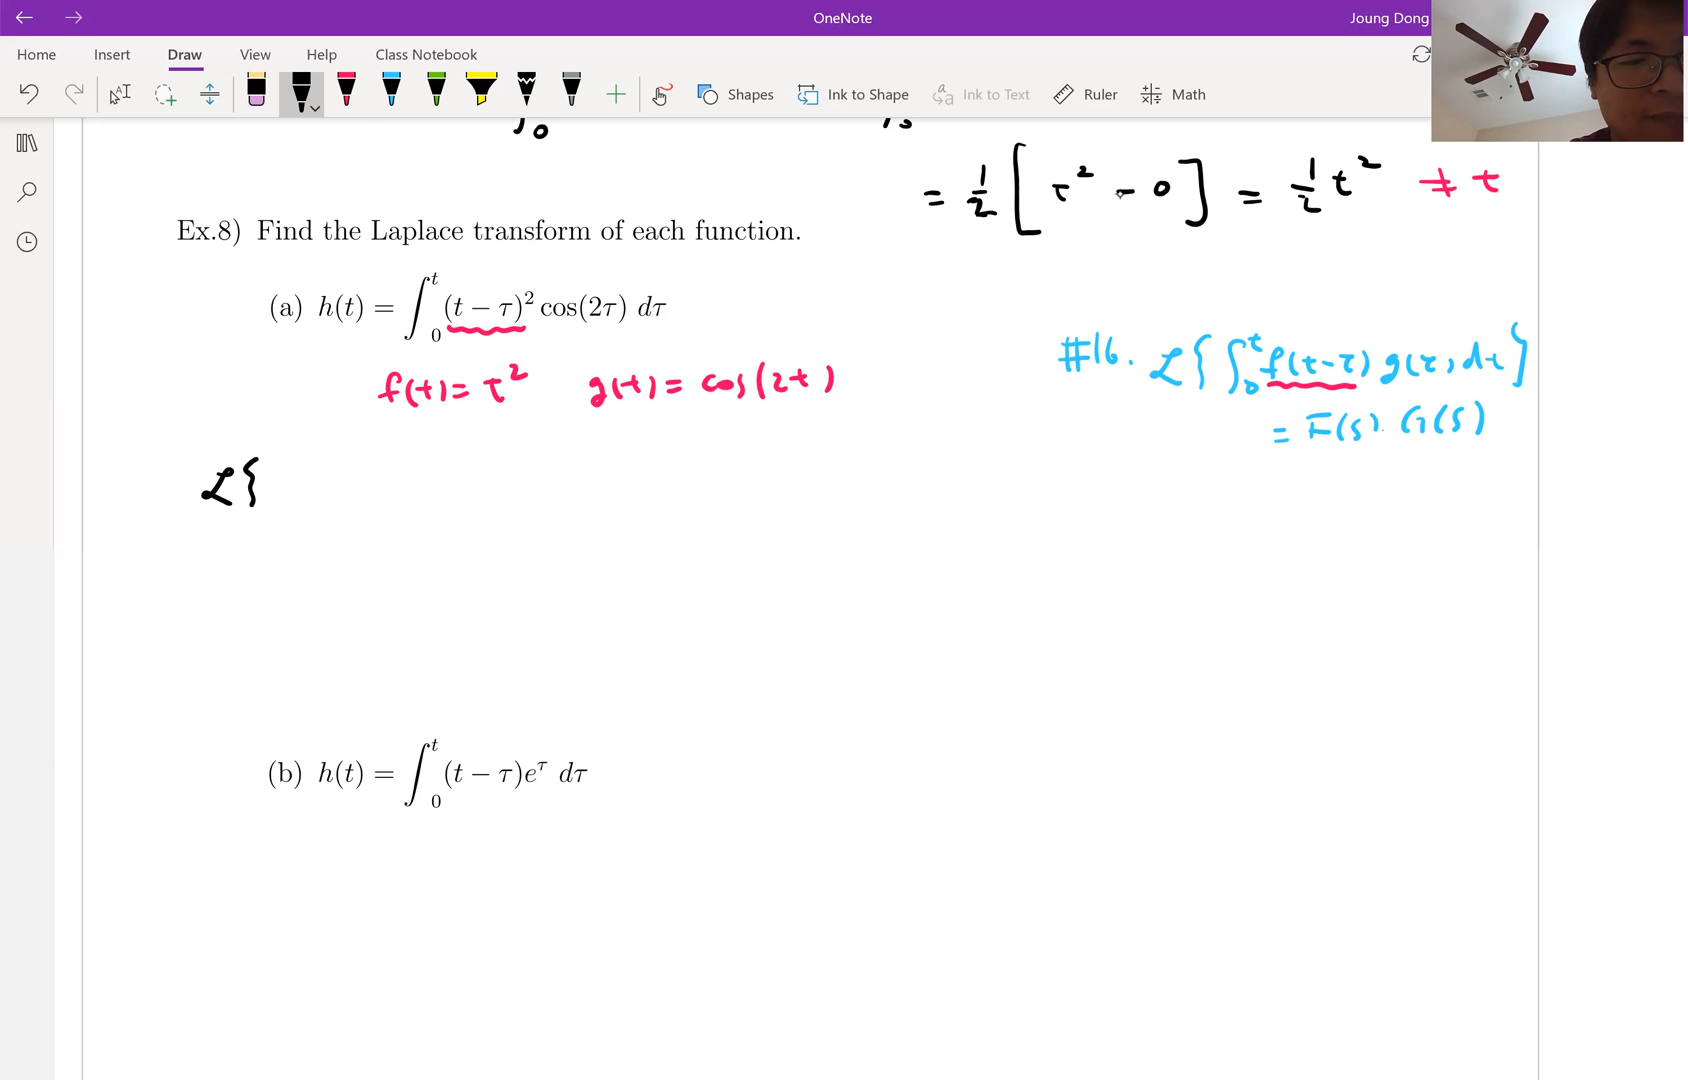 OneNote
Joung Dong
Home Insert Draw View Help Class Notebook
Shapes Ink to Shape Ink to Text Ruler Math
= 1/2 [τ² - 0] = 1/2 t² ≠ t
Ex.8) Find the Laplace transform of each function.
(a) h(t) = ∫₀ᵗ (t − τ)² cos(2τ) dτ
#16. ℒ{∫₀ᵗ f(t-τ) g(τ) dτ}
f(t) = t² g(t) = cos(2t)
= F(s) · G(s)
ℒ{
(b) h(t) = ∫₀ᵗ (t − τ)e^τ dτ